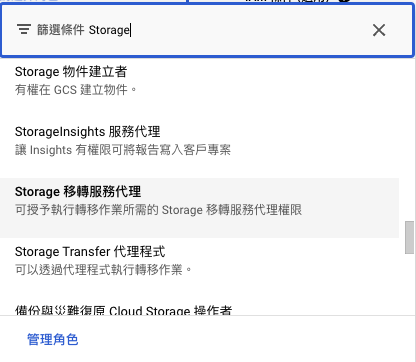 篩選條件 Storage
Storage 物件建立者
有權在 GCS 建立物件。
StorageInsights 服務代理
讓 Insights 有權限可將報告寫入客戶專案
Storage 移轉服務代理
可授予執行轉移作業所需的 Storage 移轉服務代理權限
Storage Transfer 代理程式
可以透過代理程式執行轉移作業。
備份與災難復原 Cloud Storage 操作者
管理角色